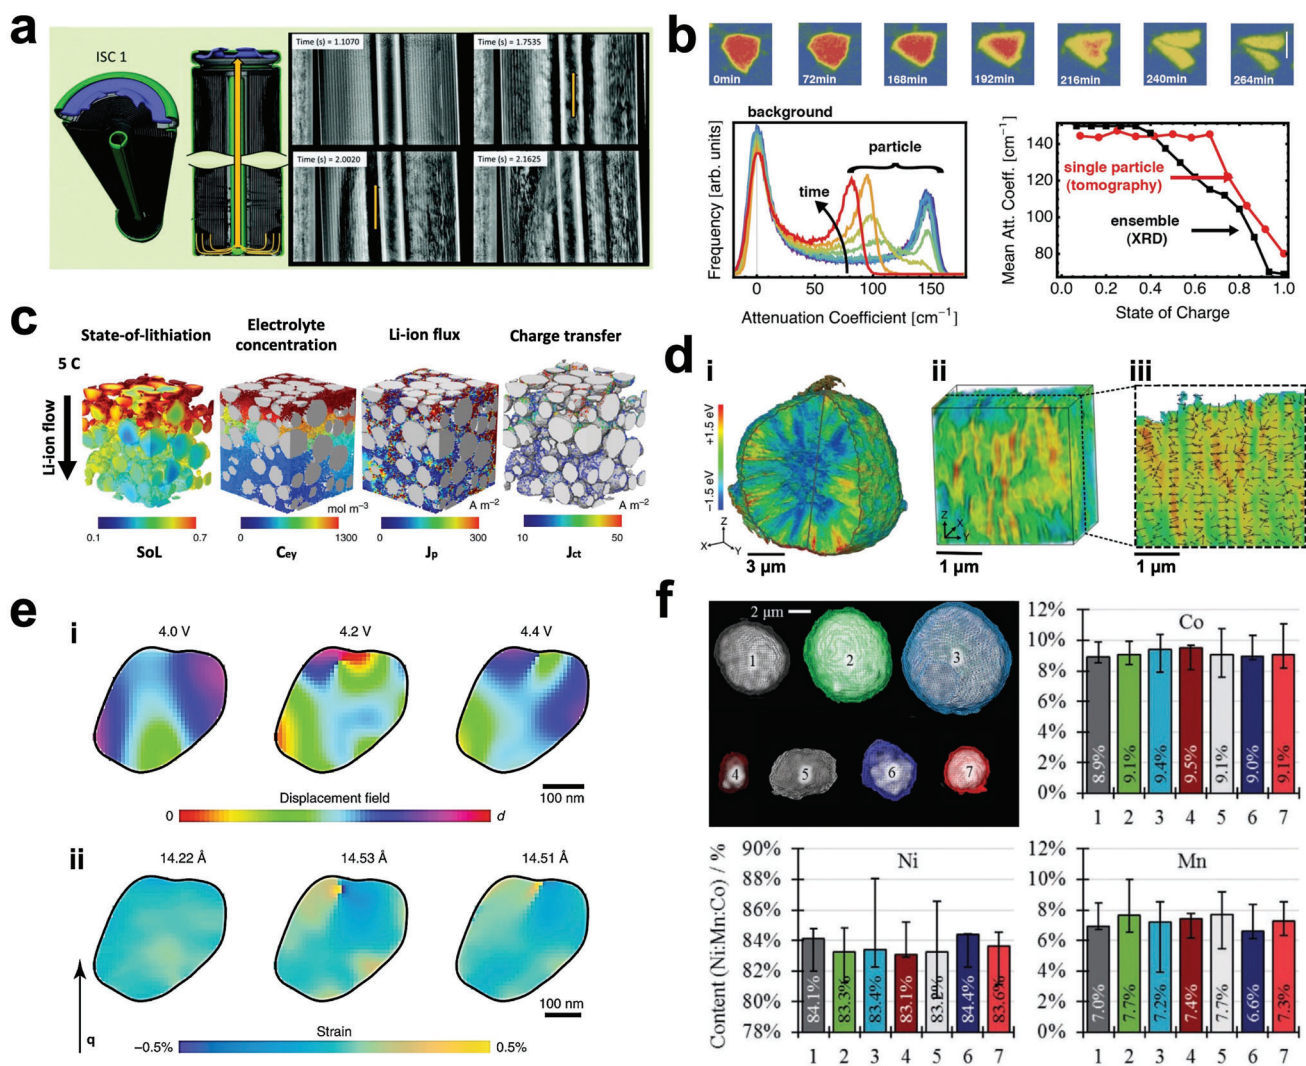 a
ISC 1
Time (s) = 1.1070
Time (s) = 1.7535
Time (s) = 2.0020
Time (s) = 2.1625
b
0min
72min
168min
192min
216min
240min
264min
background
particle
time
Frequency [arb. units]
0
50
100
150
Attenuation Coefficient [cm⁻¹]
Mean Att. Coeff. [cm⁻¹]
140
120
100
80
single particle
(tomography)
ensemble
(XRD)
0.0
0.2
0.4
0.6
0.8
1.0
State of Charge
c
State-of-lithiation
Electrolyte
concentration
Li-ion flux
Charge transfer
5 C
Li-ion flow
mol m⁻³
A m⁻²
A m⁻²
0.1
0.7
0
1300
0
300
10
50
SoL
Cey
Jp
Jct
d
i
ii
iii
+1.5 eV
−1.5 eV
Z
X
Y
3 μm
Z
X
Y
1 μm
1 μm
e
i
4.0 V
4.2 V
4.4 V
100 nm
Displacement field
0
d
ii
14.22 Å
14.53 Å
14.51 Å
100 nm
q
Strain
−0.5%
0.5%
f
2 μm
1
2
3
4
5
6
7
Co
12%
10%
8%
6%
4%
2%
0%
8.9%
9.1%
9.4%
9.5%
9.1%
9.0%
9.1%
1
2
3
4
5
6
7
Content (Ni:Mn:Co) / %
Ni
90%
88%
86%
84%
82%
80%
78%
84.1%
83.3%
83.4%
83.1%
83.2%
84.4%
83.6%
1
2
3
4
5
6
7
Mn
12%
10%
8%
6%
4%
2%
0%
7.0%
7.7%
7.2%
7.4%
7.7%
6.6%
7.3%
1
2
3
4
5
6
7